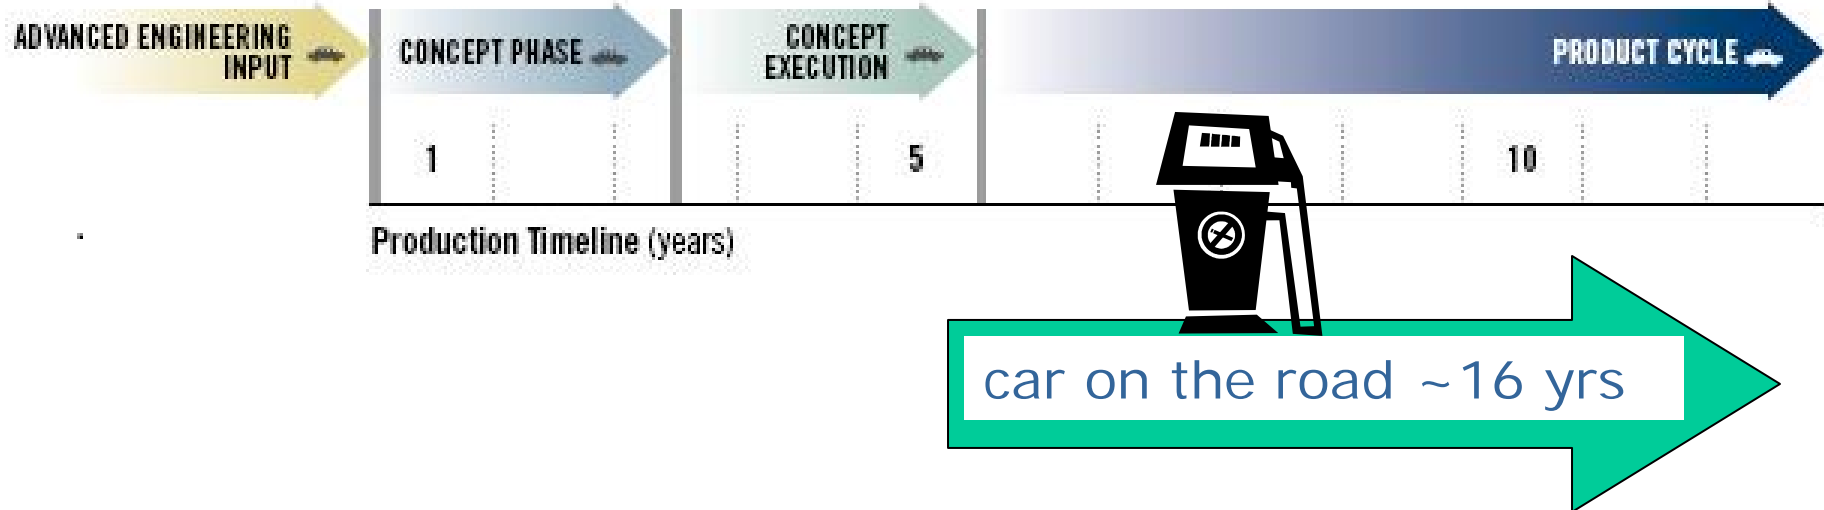 ADVANCED ENGINEERING
INPUT
CONCEPT PHASE
CONCEPT
EXECUTION
PRODUCT CYCLE
1
5
10
Production Timeline (years)
car on the road ~16 yrs